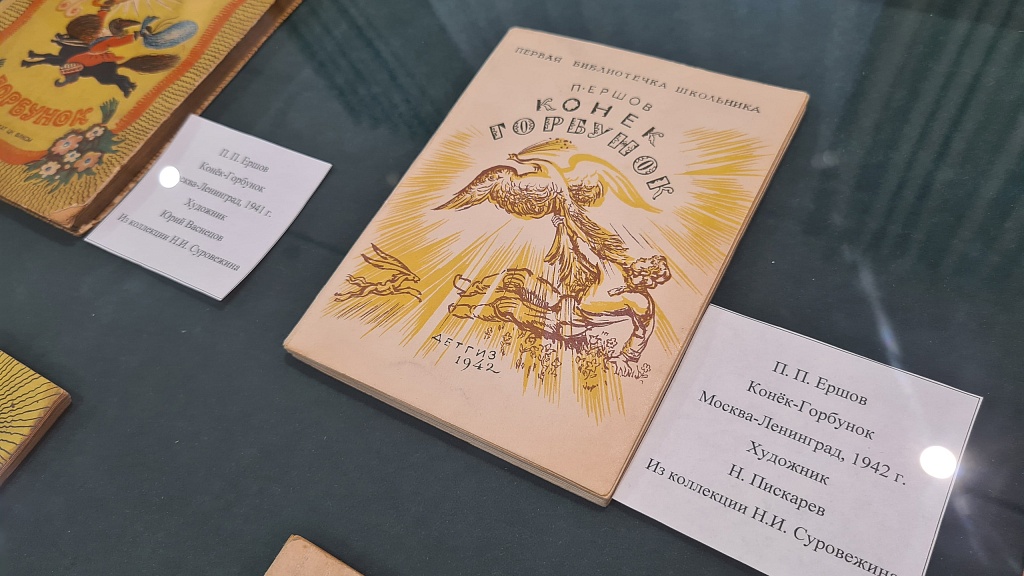 ГОРБУНОК
П. П. Ершов
Конёк-Горбунок
Москва-Ленинград, 1941 г.
Художник
Юрий Васнецов
Из коллекции Н.И. Суровежина
ПЕРВАЯ БИБЛИОТЕЧКА ШКОЛЬНИКА
П. ЕРШОВ
КОНЕК
ГОРБУНОК
ДЕТГИЗ
1942
П. П. Ершов
Конёк-Горбунок
Москва-Ленинград, 1942 г.
Художник
Н. Пискарев
Из коллекции Н.И. Суровежина